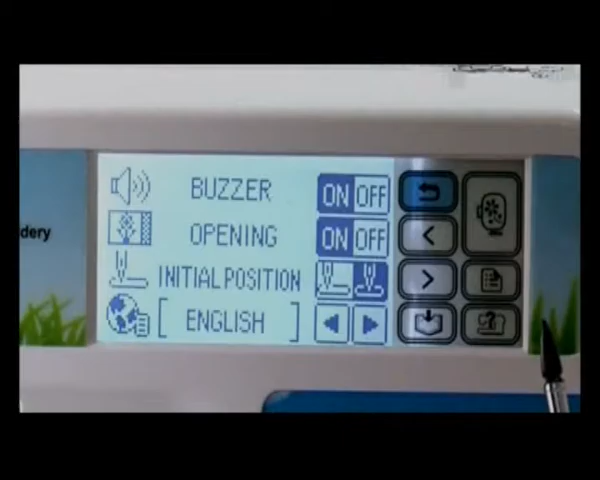 BUZZER ON OFF
dery
OPENING ON OFF
INITIAL POSITION
[ ENGLISH ]